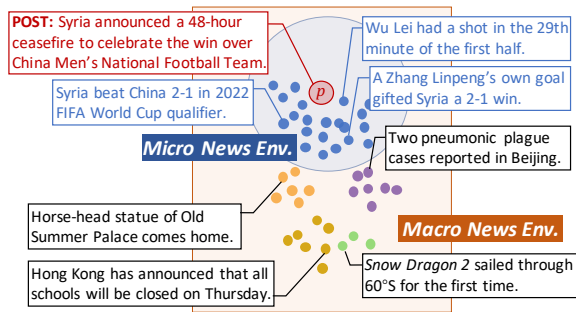 POST: Syria announced a 48-hour
ceasefire to celebrate the win over
China Men's National Football Team.
Wu Lei had a shot in the 29th
minute of the first half.
p
Syria beat China 2-1 in 2022
FIFA World Cup qualifier.
A Zhang Linpeng's own goal
gifted Syria a 2-1 win.
Micro News Env.
Two pneumonic plague
cases reported in Beijing.
Horse-head statue of Old
Summer Palace comes home.
Macro News Env.
Hong Kong has announced that all
schools will be closed on Thursday.
Snow Dragon 2 sailed through
60°S for the first time.